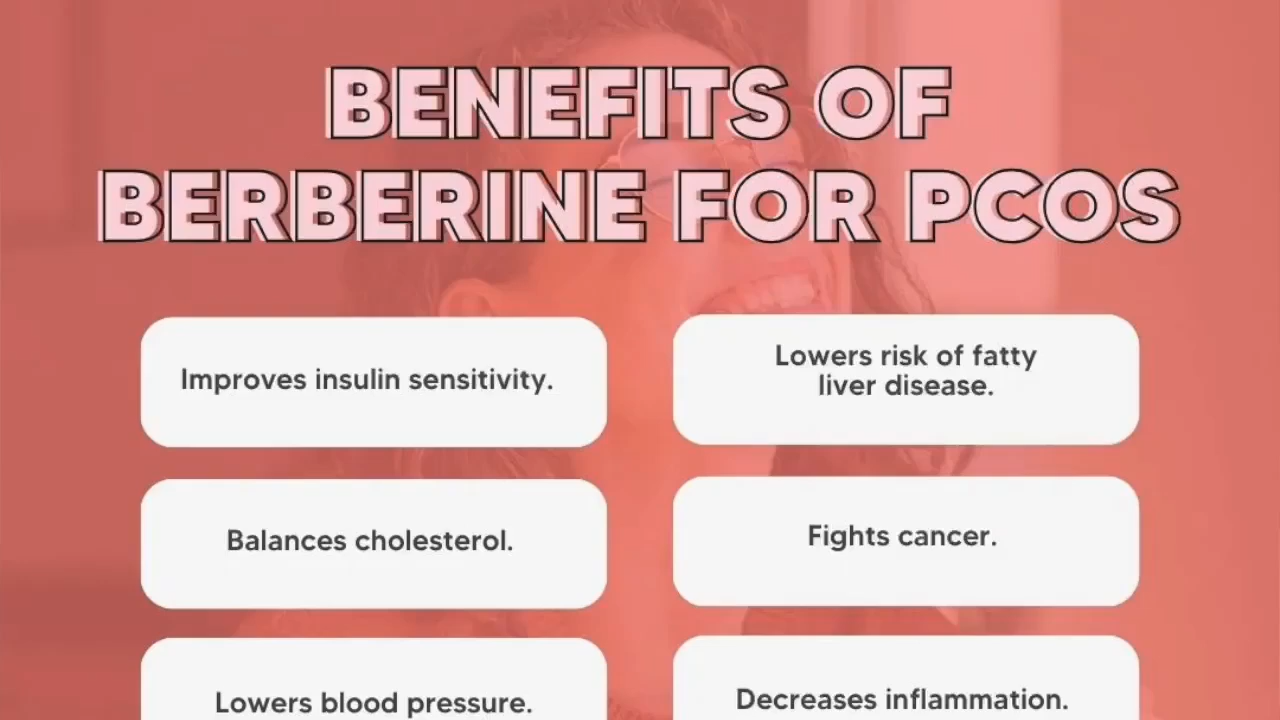 BENEFITS OF
BERBERINE FOR PCOS
Improves insulin sensitivity.
Lowers risk of fatty
liver disease.
Balances cholesterol.
Fights cancer.
Lowers blood pressure.
Decreases inflammation.